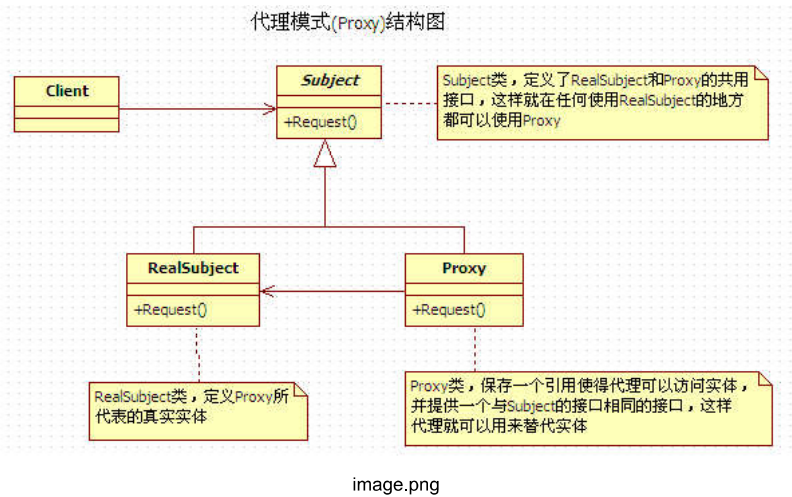 代理模式(Proxy)结构图
Client
Subject
+Request()
Subject类，定义了RealSubject和Proxy的共用
接口，这样就在任何使用RealSubject的地方
都可以使用Proxy
RealSubject
+Request()
Proxy
+Request()
RealSubject类，定义Proxy所
代表的真实实体
Proxy类，保存一个引用使得代理可以访问实体，
并提供一个与Subject的接口相同的接口，这样
代理就可以用来替代实体
image.png